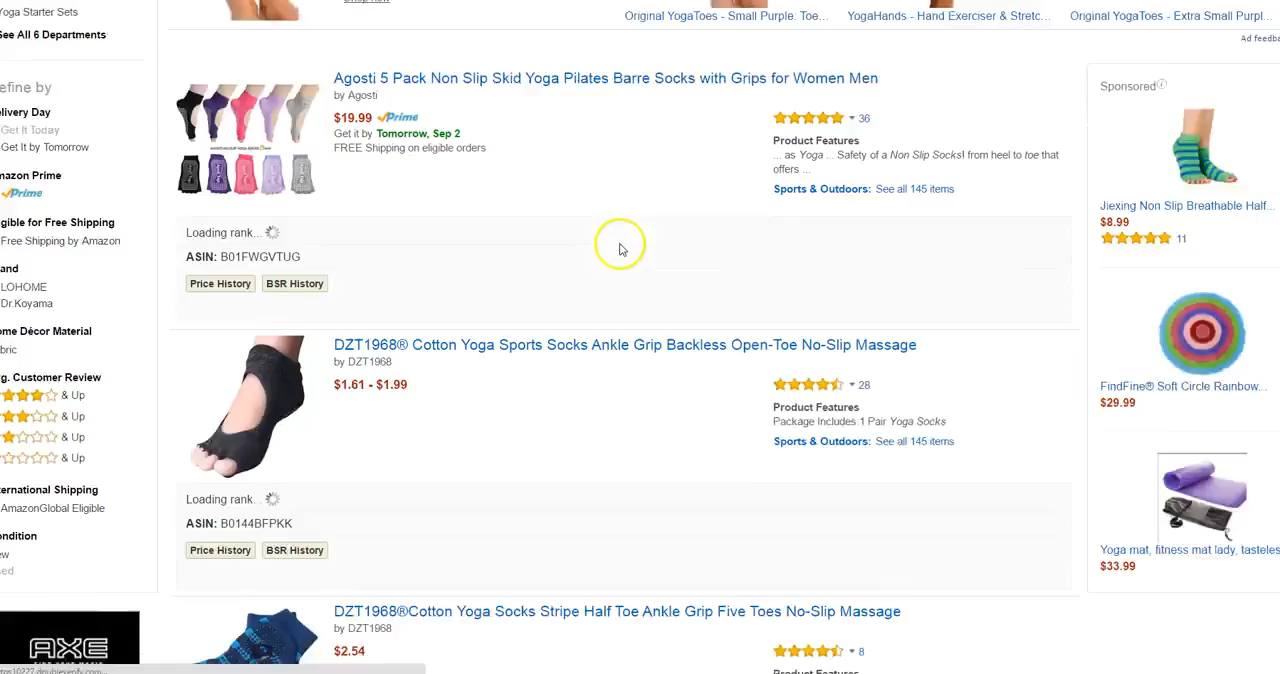 Yoga Starter Sets
See All 6 Departments
Original YogaToes - Small Purple: Toe...
YogaHands - Hand Exerciser & Stretc...
Original YogaToes - Extra Small Purpl...
Ad feedba
efine by
elivery Day
Get It Today
Get It by Tomorrow
mazon Prime
Prime
igible for Free Shipping
Free Shipping by Amazon
and
LOHOME
Dr.Koyama
ome Décor Material
bric
vg. Customer Review
& Up
& Up
& Up
& Up
ternational Shipping
AmazonGlobal Eligible
ondition
ew
sed
AXE
Agosti 5 Pack Non Slip Skid Yoga Pilates Barre Socks with Grips for Women Men
by Agosti
$19.99 Prime
Get it by Tomorrow, Sep 2
FREE Shipping on eligible orders
36
Product Features
... as Yoga ... Safety of a Non Slip Socks! from heel to toe that
offers ...
Sports & Outdoors: See all 145 items
Loading rank...
ASIN: B01FWGVTUG
Price History
BSR History
DZT1968® Cotton Yoga Sports Socks Ankle Grip Backless Open-Toe No-Slip Massage
by DZT1968
$1.61 - $1.99
28
Product Features
Package Includes:1 Pair Yoga Socks
Sports & Outdoors: See all 145 items
Loading rank..
ASIN: B0144BFPKK
Price History
BSR History
DZT1968®Cotton Yoga Socks Stripe Half Toe Ankle Grip Five Toes No-Slip Massage
by DZT1968
$2.54
8
Product Features
Sponsored
Jiexing Non Slip Breathable Half...
$8.99
11
FindFine® Soft Circle Rainbow...
$29.99
Yoga mat, fitness mat lady, tasteles
$33.99